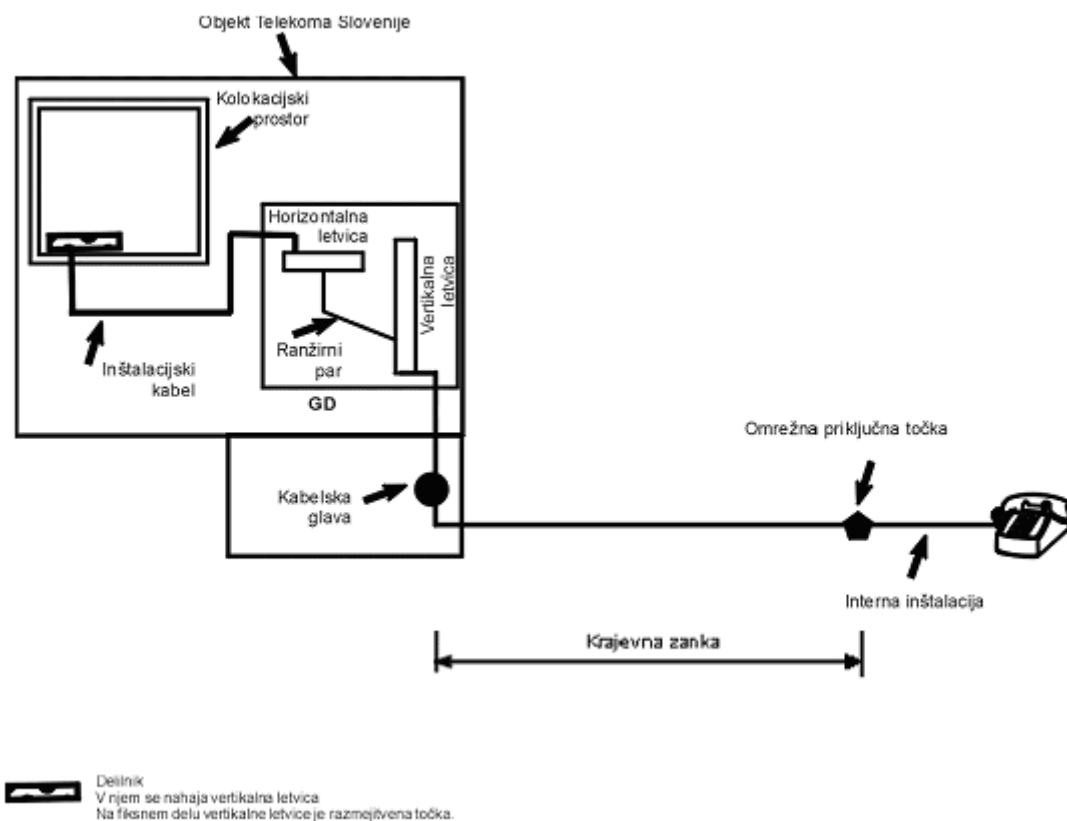 Objekt Telekoma Slovenije
Kolokacijski
prostor
Horizontalna
letvica
Vertikalna
letvica
Ranžirni
par
Inštalacijski
kabel
GD
Omrežna priključna točka
Kabelska
glava
Interna inštalacija
Krajevna zanka
Delilnik
V njem se nahaja vertikalna letvica
Na fiksnem delu vertikalne letvice je razmejitvena točka.